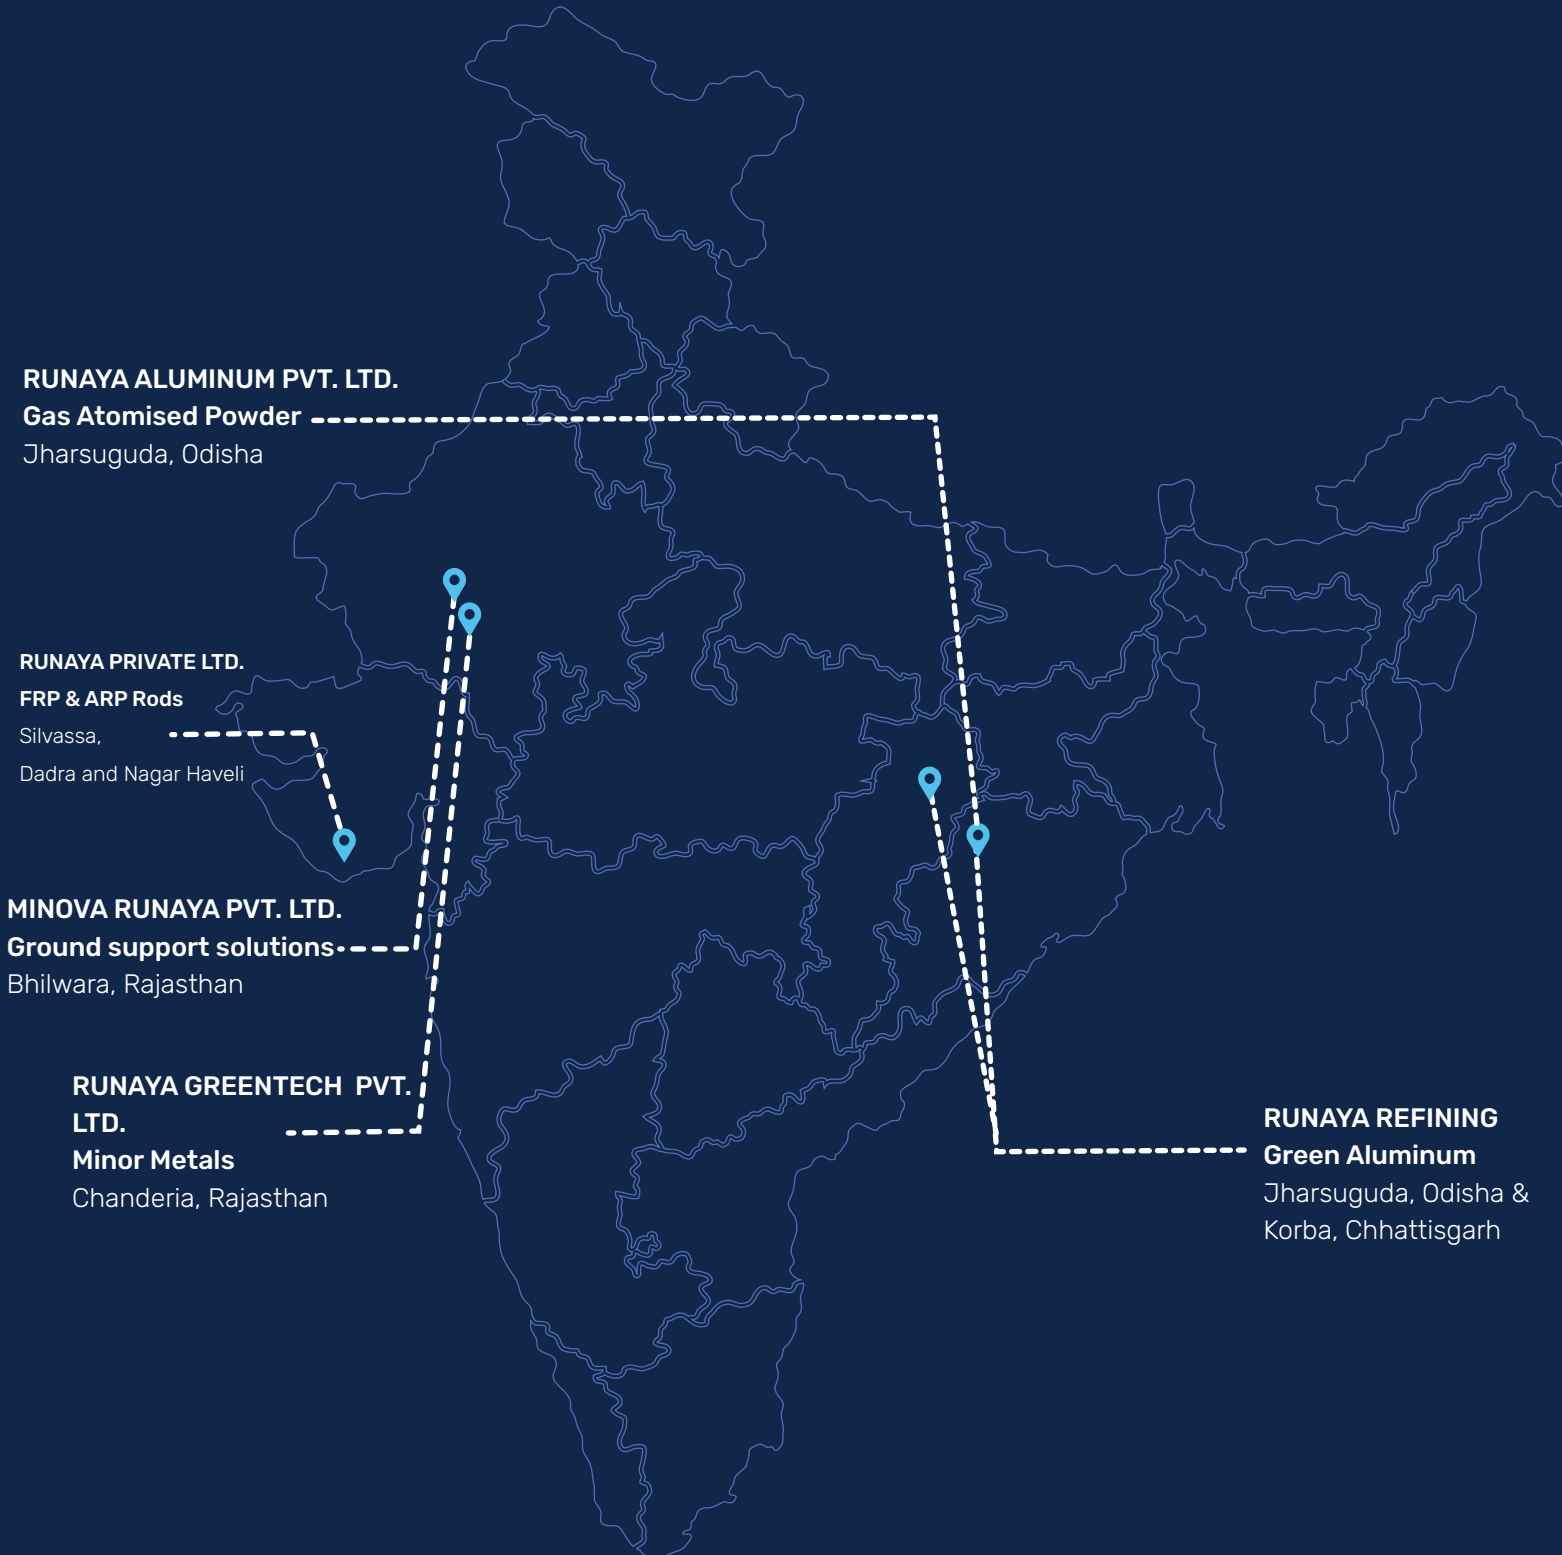 RUNAYA ALUMINUM PVT. LTD.
Gas Atomised Powder
Jharsuguda, Odisha
RUNAYA PRIVATE LTD.
FRP & ARP Rods
Silvassa,
Dadra and Nagar Haveli
MINOVA RUNAYA PVT. LTD.
Ground support solutions
Bhilwara, Rajasthan
RUNAYA GREENTECH PVT.
LTD.
Minor Metals
Chanderia, Rajasthan
RUNAYA REFINING
Green Aluminum
Jharsuguda, Odisha &
Korba, Chhattisgarh